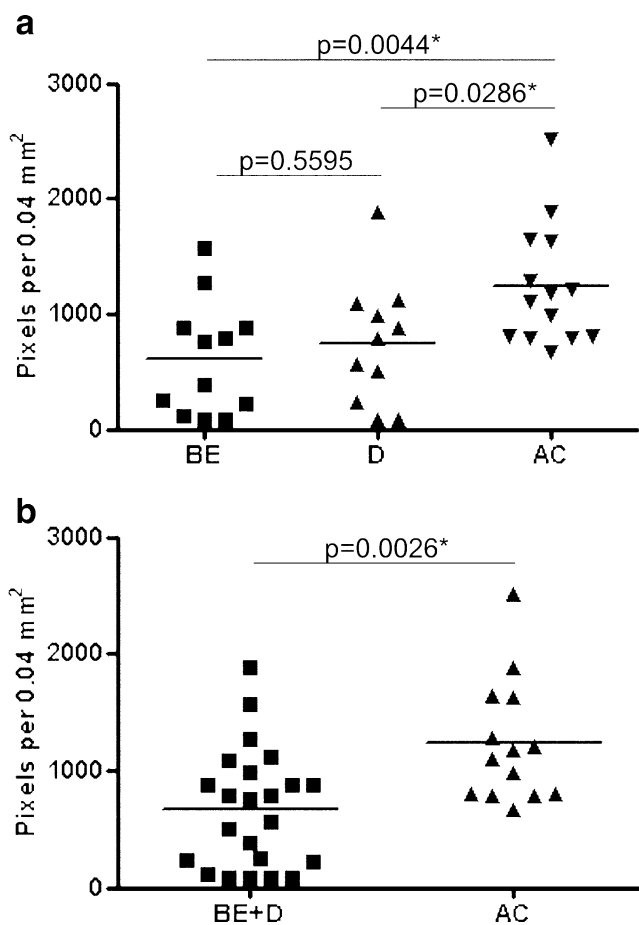 a
p=0.0044*
p=0.0286*
p=0.5595
3000
2000
1000
0
Pixels per 0.04 mm²
BE D AC
b
p=0.0026*
3000
2000
1000
0
Pixels per 0.04 mm²
BE+D AC